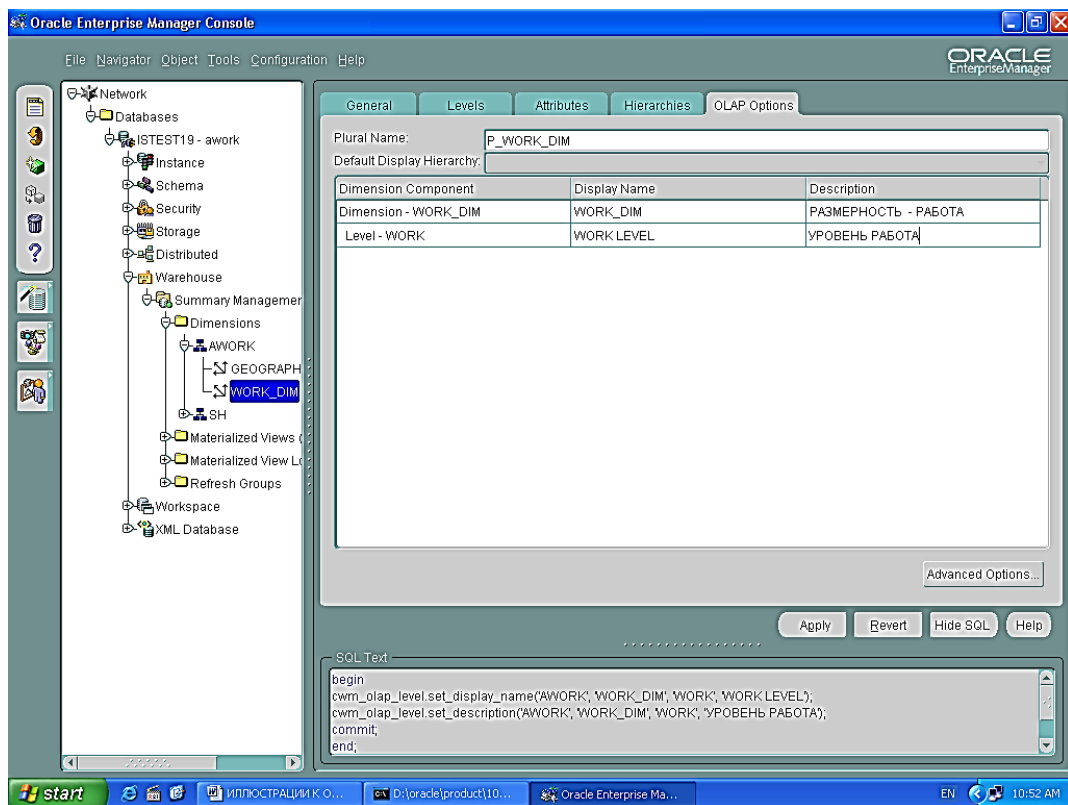 Oracle Enterprise Manager Console
File Navigator Object Tools Configuration Help
ORACLE
EnterpriseManager
Network
Databases
ISTEST19 - awork
Instance
Schema
Security
Storage
Distributed
Warehouse
Summary Managemer
Dimensions
AWORK
GEOGRAPH
WORK_DIM
SH
Materialized Views (
Materialized View Lo
Refresh Groups
Workspace
XML Database
General Levels Attributes Hierarchies OLAP Options
Plural Name: P_WORK_DIM
Default Display Hierarchy:
Dimension Component Display Name Description
Dimension - WORK_DIM WORK_DIM РАЗМЕРНОСТЬ - РАБОТА
Level - WORK WORK LEVEL УРОВЕНЬ РАБОТА
Advanced Options...
Apply Revert Hide SQL Help
SQL Text
begin
cwm_olap_level.set_display_name('AWORK', 'WORK_DIM', 'WORK', 'WORK LEVEL');
cwm_olap_level.set_description('AWORK', 'WORK_DIM', 'WORK', 'УРОВЕНЬ РАБОТА');
commit;
end;
start ИЛЛЮСТРАЦИИ К О... D:\oracle\product\10... Oracle Enterprise Ma... EN 10:52 AM